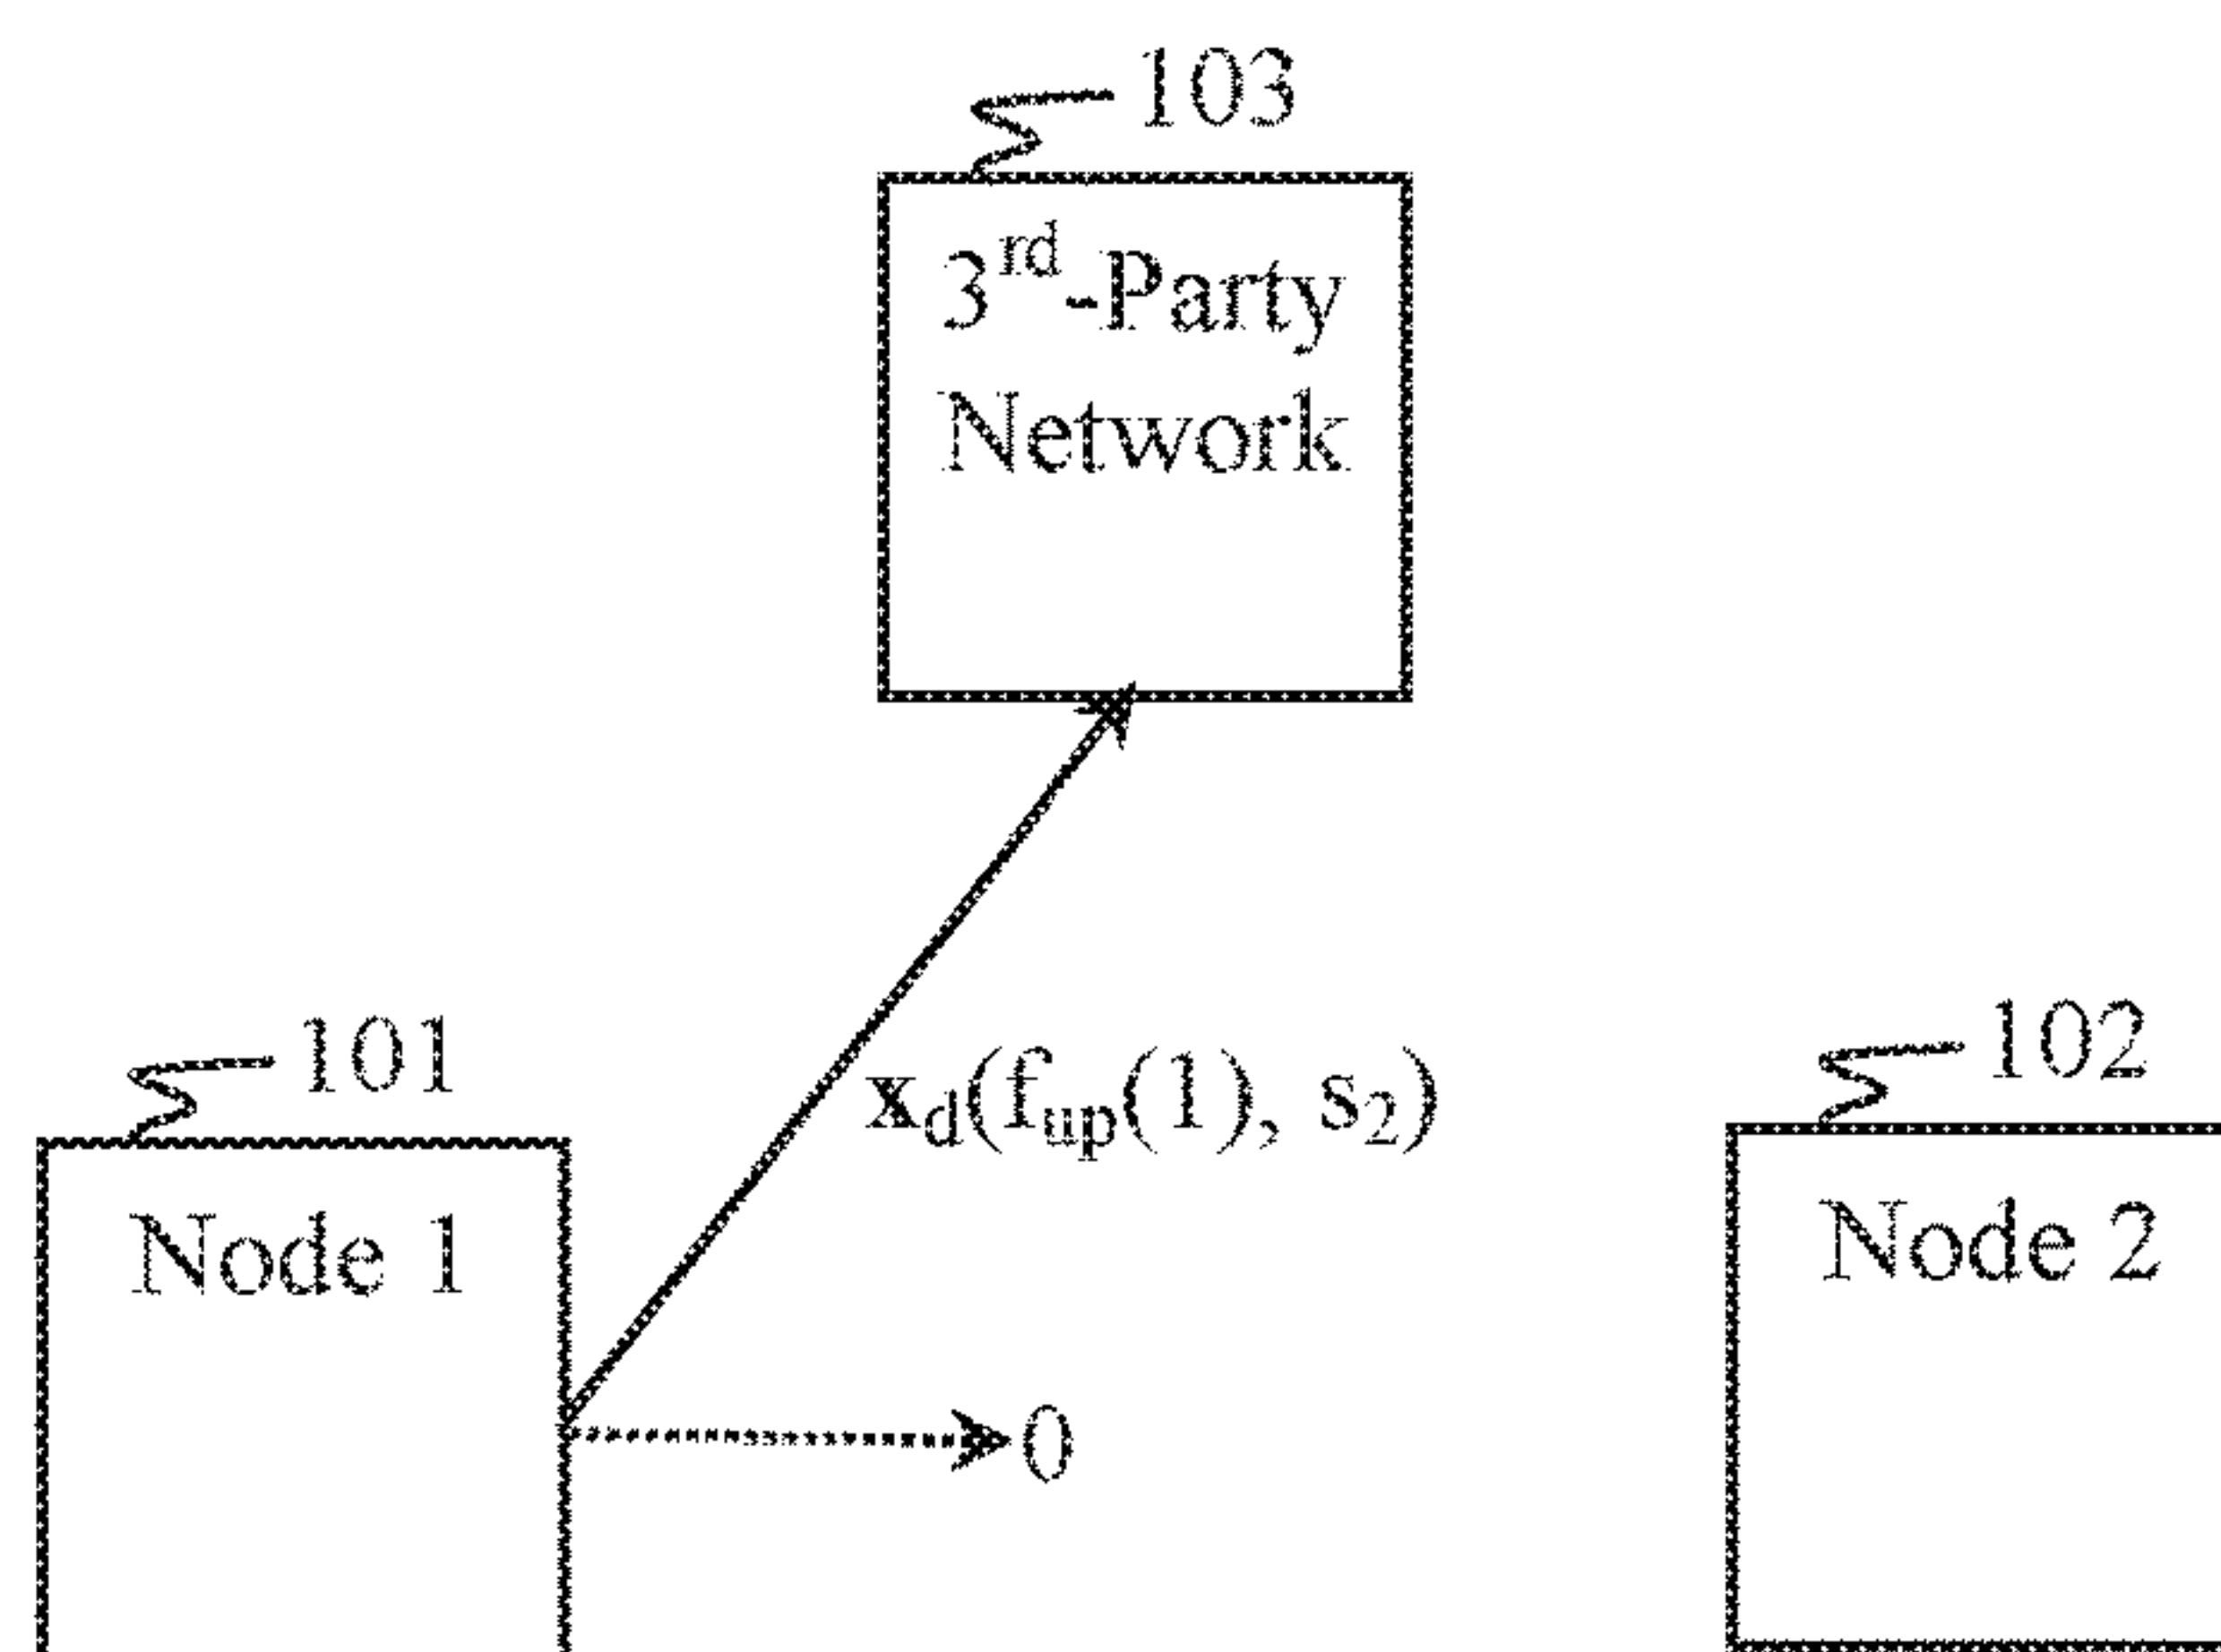 103
3rd-Party
Network
101
xd(fup(1), s2)
102
Node 1
Node 2
0